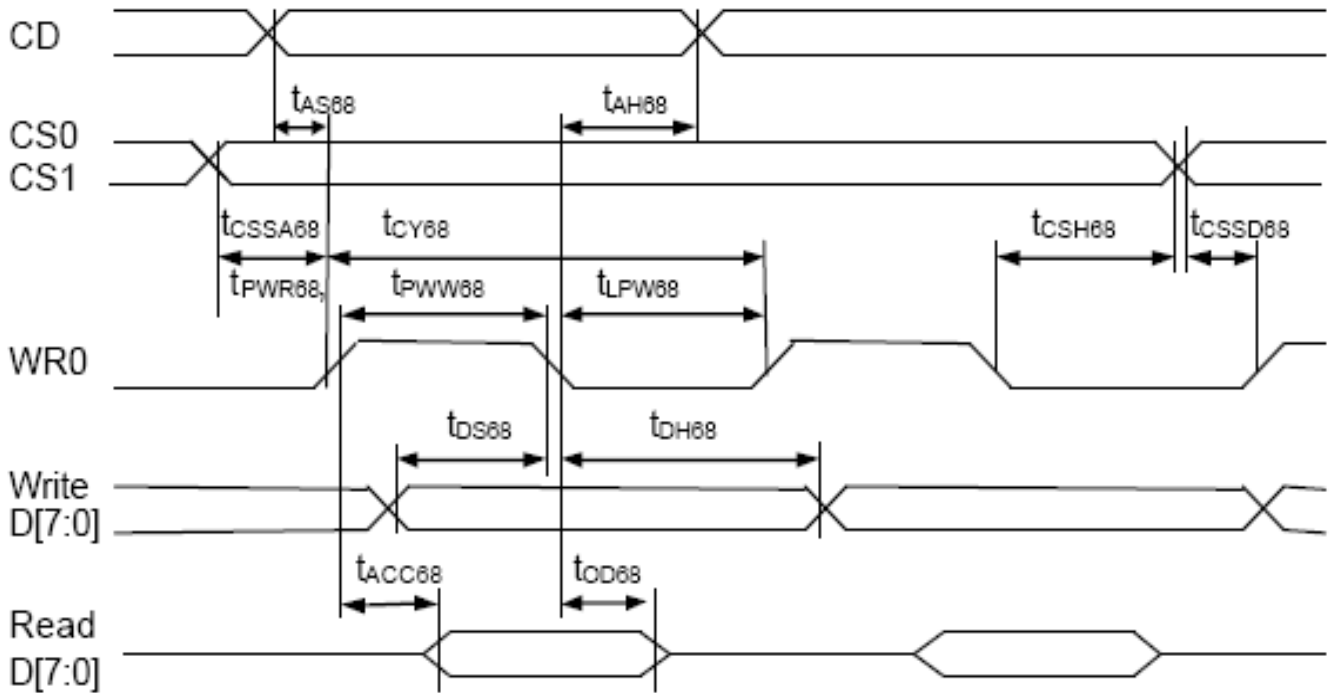 CD
tAS68 tAH68
CS0
CS1
tCSSA68 tCY68 tCSH68 tCSSD68
tPWR68, tPWW68 tLPW68
WR0
tDS68 tDH68
Write
D[7:0]
tACC68 tOD68
Read
D[7:0]